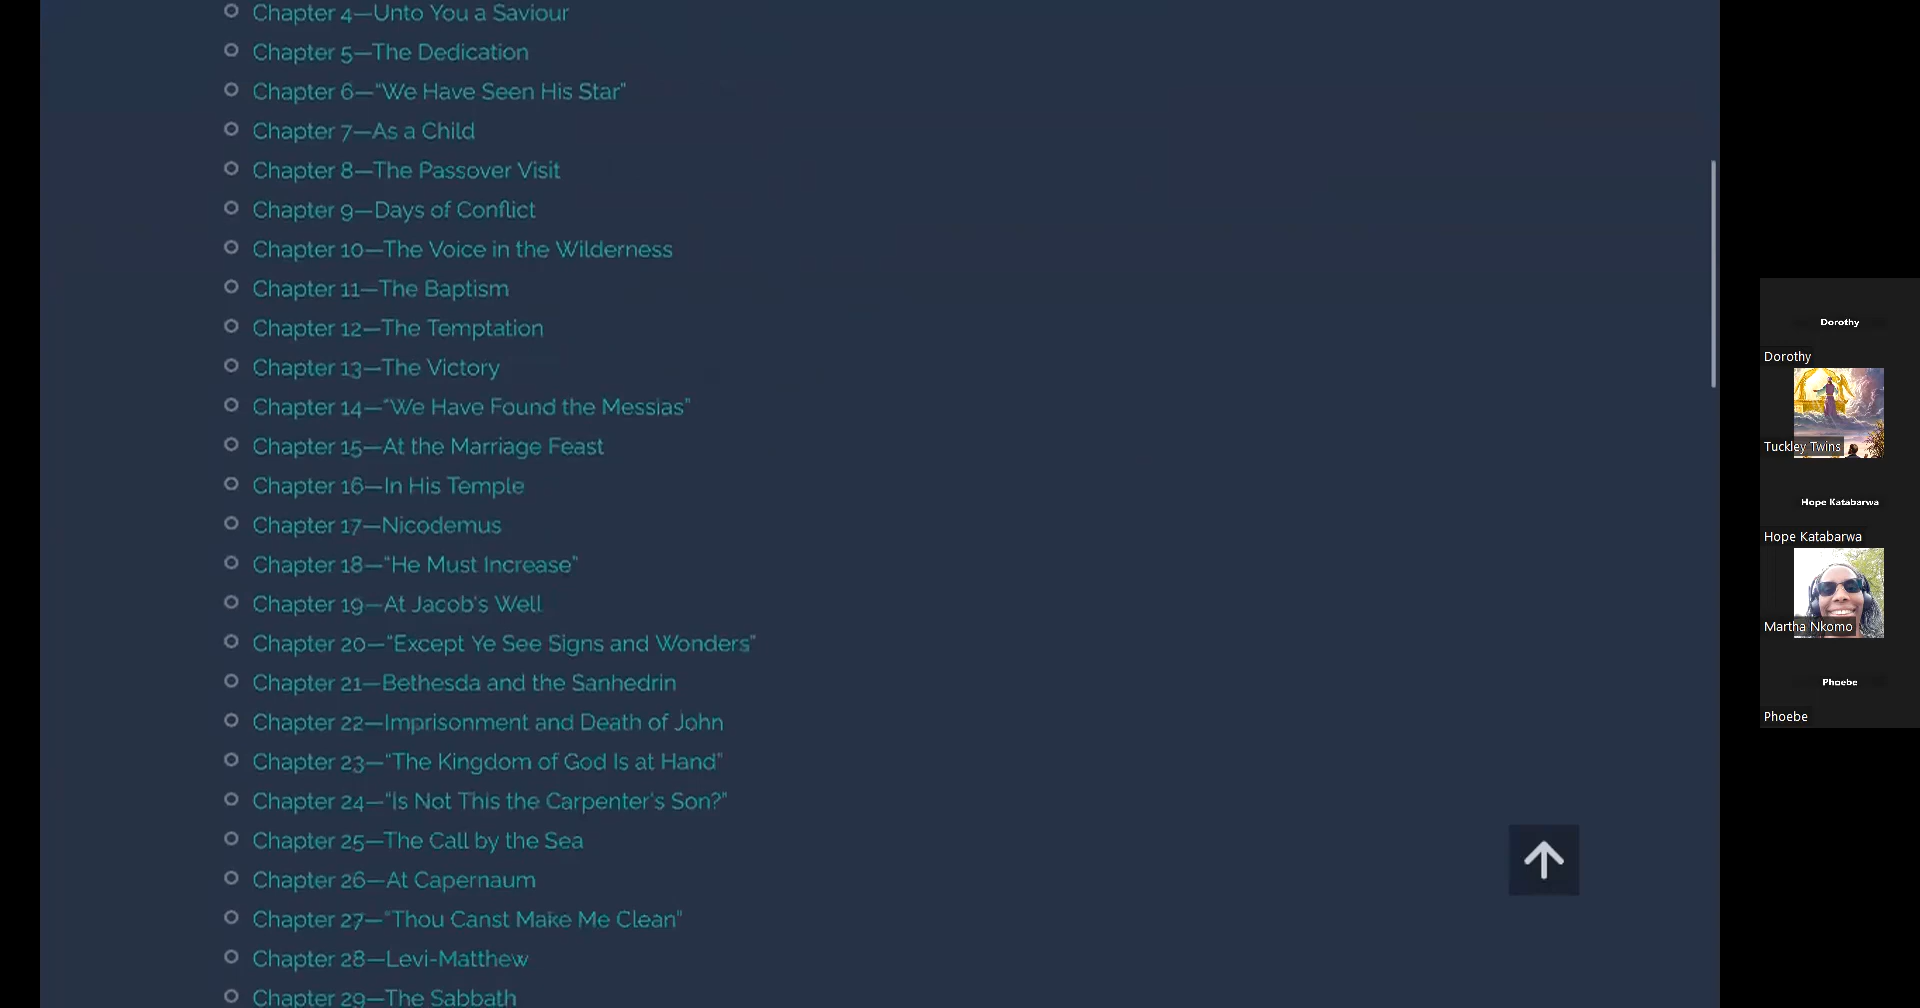 Chapter 4—Unto You a Saviour
Chapter 5—The Dedication
Chapter 6—“We Have Seen His Star”
Chapter 7—As a Child
Chapter 8—The Passover Visit
Chapter 9—Days of Conflict
Chapter 10—The Voice in the Wilderness
Chapter 11—The Baptism
Chapter 12—The Temptation
Chapter 13—The Victory
Chapter 14—“We Have Found the Messias”
Chapter 15—At the Marriage Feast
Chapter 16—In His Temple
Chapter 17—Nicodemus
Chapter 18—“He Must Increase”
Chapter 19—At Jacob’s Well
Chapter 20—“Except Ye See Signs and Wonders”
Chapter 21—Bethesda and the Sanhedrin
Chapter 22—Imprisonment and Death of John
Chapter 23—“The Kingdom of God Is at Hand”
Chapter 24—“Is Not This the Carpenter’s Son?”
Chapter 25—The Call by the Sea
Chapter 26—At Capernaum
Chapter 27—“Thou Canst Make Me Clean”
Chapter 28—Levi-Matthew
Chapter 29—The Sabbath
Dorothy
Dorothy
Tuckley Twins
Hope Katabarwa
Hope Katabarwa
Martha Nkomo
Phoebe
Phoebe